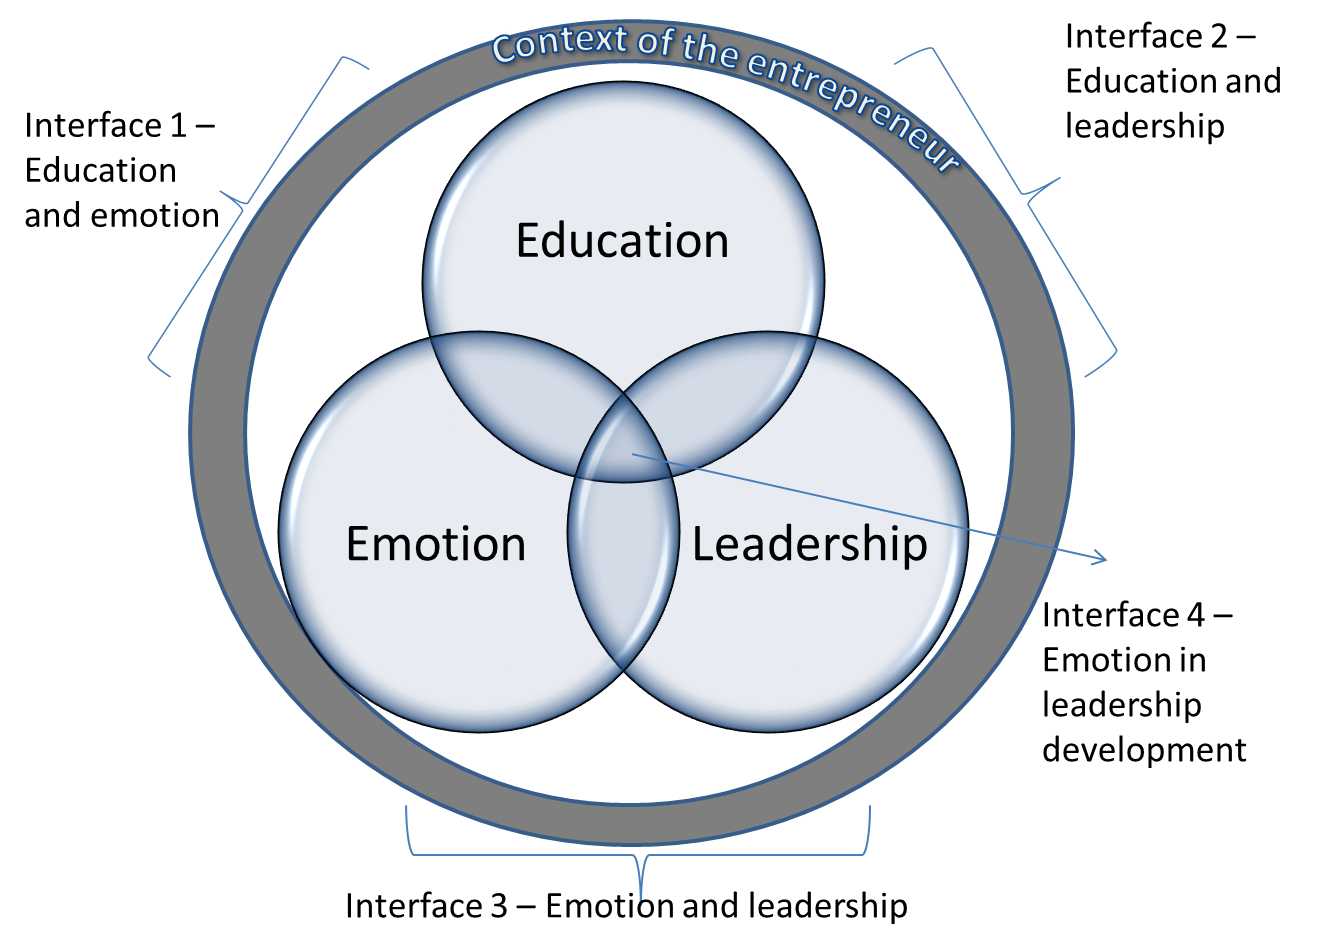 Context of the entrepreneur
Interface 1 –
Education
and emotion
Interface 2 –
Education and
leadership
Education
Emotion
Leadership
Interface 4 –
Emotion in
leadership
development
Interface 3 – Emotion and leadership